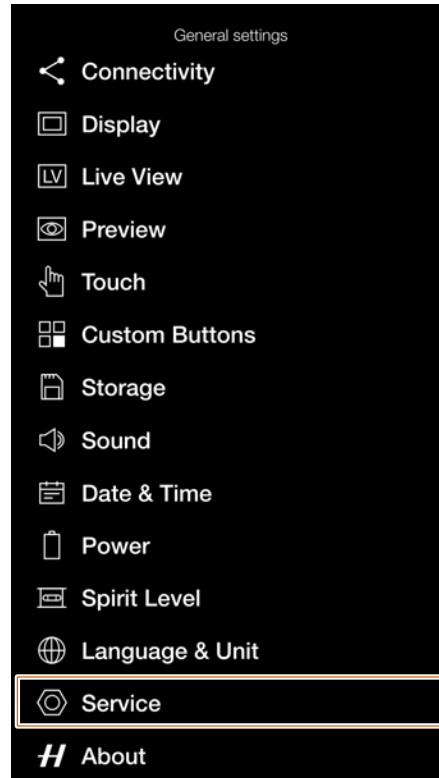 General settings
Connectivity
Display
LV Live View
Preview
Touch
Custom Buttons
Storage
Sound
Date & Time
Power
Spirit Level
Language & Unit
Service
H About